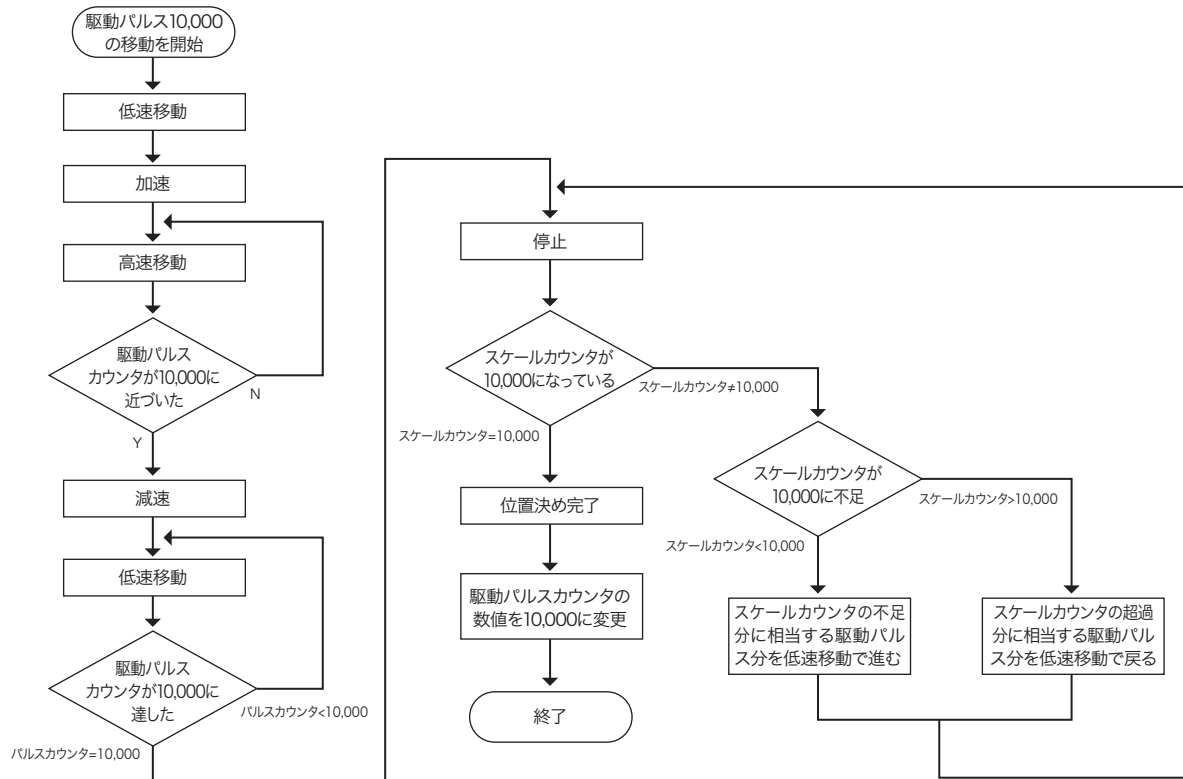 駆動パルス10,000
の移動を開始
低速移動
加速
高速移動
駆動パルス
カウンタが10,000に
近づいた
N
Y
減速
低速移動
駆動パルス
カウンタが10,000に
達した
パルスカウンタ<10,000
パルスカウンタ=10,000
停止
スケールカウンタが
10,000になっている
スケールカウンタ≠10,000
スケールカウンタ=10,000
位置決め完了
駆動パルスカウンタの
数値を10,000に変更
終了
スケールカウンタが
10,000に不足
スケールカウンタ>10,000
スケールカウンタ<10,000
スケールカウンタの不足
分に相当する駆動パル
ス分を低速移動で進む
スケールカウンタの超過
分に相当する駆動パル
ス分を低速移動で戻る